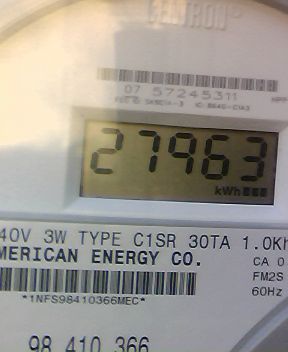 CENTRON
07 57245311
27963
kWh
40V 3W TYPE C1SR 30TA 1.0Kh
MERICAN ENERGY CO.
CA 0
FM2S
60Hz
*1NFS98410366MEC*
98 410 366